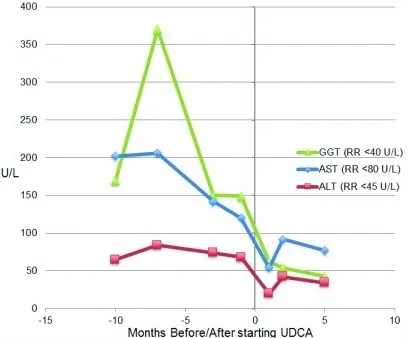 400
350
300
250
200
U/L
150
100
50
0
-15 -10 -5 0 5 10
Months Before/After starting UDCA
GGT (RR <40 U/L)
AST (RR <80 U/L)
ALT (RR <45 U/L)